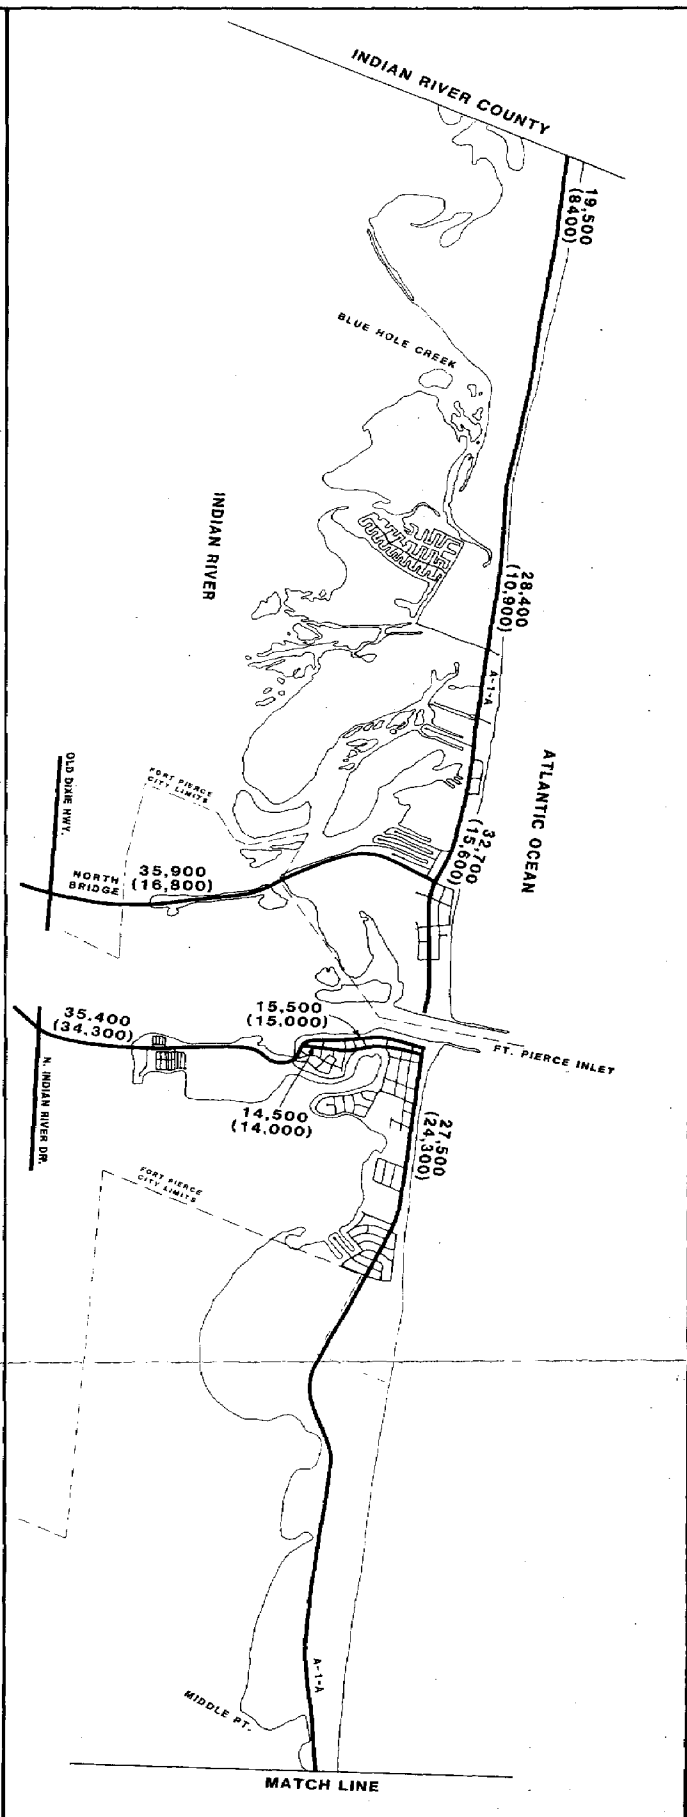 INDIAN RIVER COUNTY
19,500
(8400)
BLUE HOLE CREEK
INDIAN RIVER
28,400
(10,900)
A-1-A
ATLANTIC OCEAN
OLD DIXIE HWY.
FORT PIERCE
CITY LIMITS
32,700
(15,600)
NORTH
BRIDGE
35,900
(16,800)
35,400
(34,300)
15,500
(15,000)
FT. PIERCE INLET
N. INDIAN RIVER DR.
14,500
(14,000)
27,500
(24,300)
FORT PIERCE
CITY LIMITS
A-1-A
MIDDLE PT.
MATCH LINE